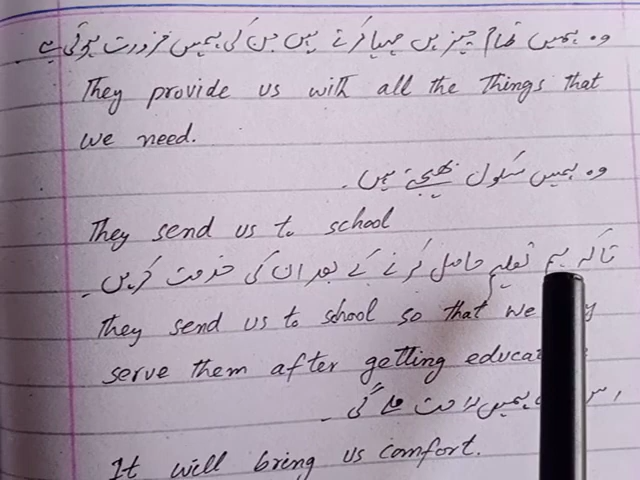 وہ ہمیں تمام چیزیں مہیا کرتے ہیں جن کی ہمیں ضرورت ہوتی ہے
They provide us with all the things that
we need.
وہ ہمیں سکول بھیجتے ہیں۔
They send us to school
تاکہ ہم تعلیم حاصل کرنے کے بعد ان کی خدمت کریں۔
They send us to school so that we
serve them after getting
ہمیں راحت ملے گی۔
It will bring us comfort.